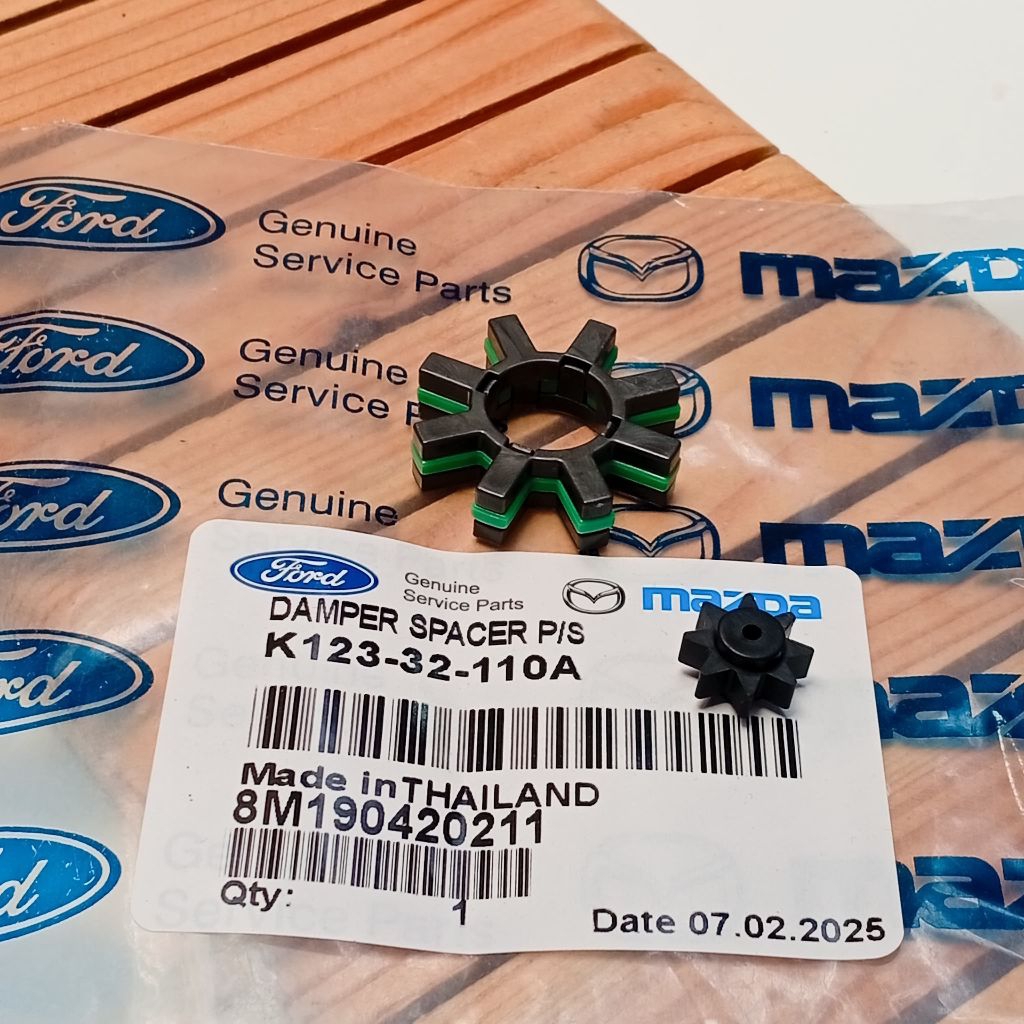 Ford
Genuine
Service Parts
mazda
Ford
Genuine
Service P
mazda
Ford
Genuine
mazda
Ford
Genuine
Service Parts
mazda
DAMPER SPACER P/S
K123-32-110A
Made inTHAILAND
8M190420211
Qty: 1
Date 07.02.2025